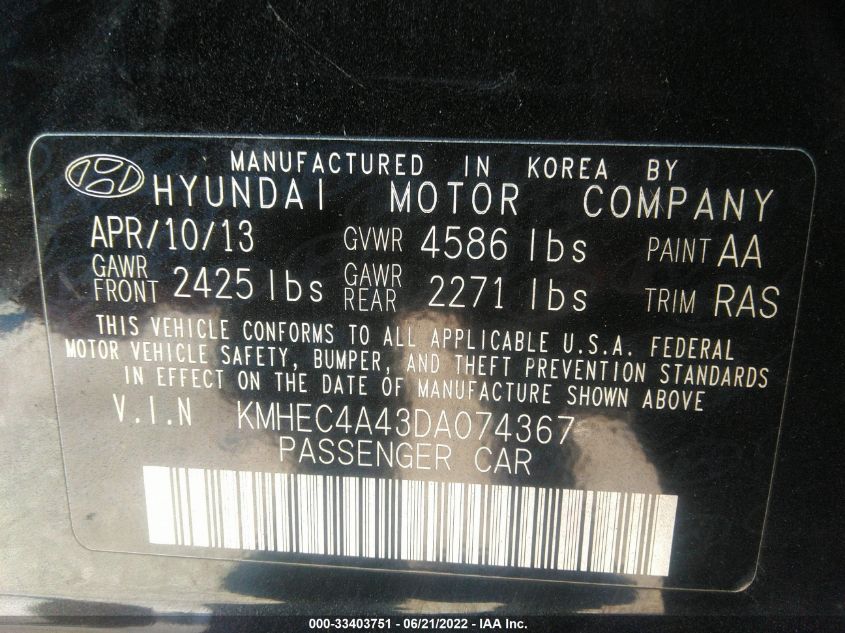 MANUFACTURED IN KOREA BY
HYUNDAI MOTOR COMPANY
APR/10/13 GVWR 4586 lbs PAINT AA
GAWR FRONT 2425 lbs GAWR REAR 2271 lbs TRIM RAS
THIS VEHICLE CONFORMS TO ALL APPLICABLE U.S.A. FEDERAL
MOTOR VEHICLE SAFETY, BUMPER, AND THEFT PREVENTION STANDARDS
IN EFFECT ON THE DATE OF MANUFACTURE SHOWN ABOVE
V.I.N KMHEC4A43DA074367
PASSENGER CAR
000-33403751 - 06/21/2022 - IAA Inc.